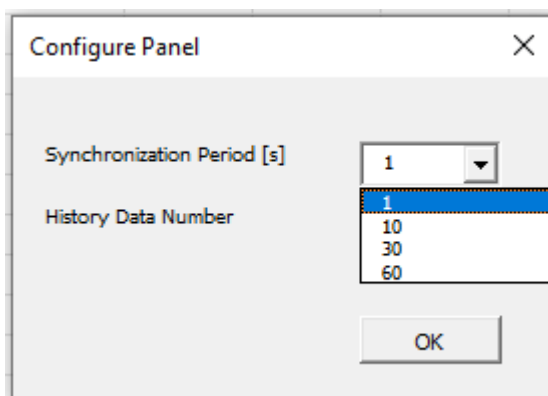 Configure Panel
Synchronization Period [s]
1
1
10
History Data Number
30
60
OK